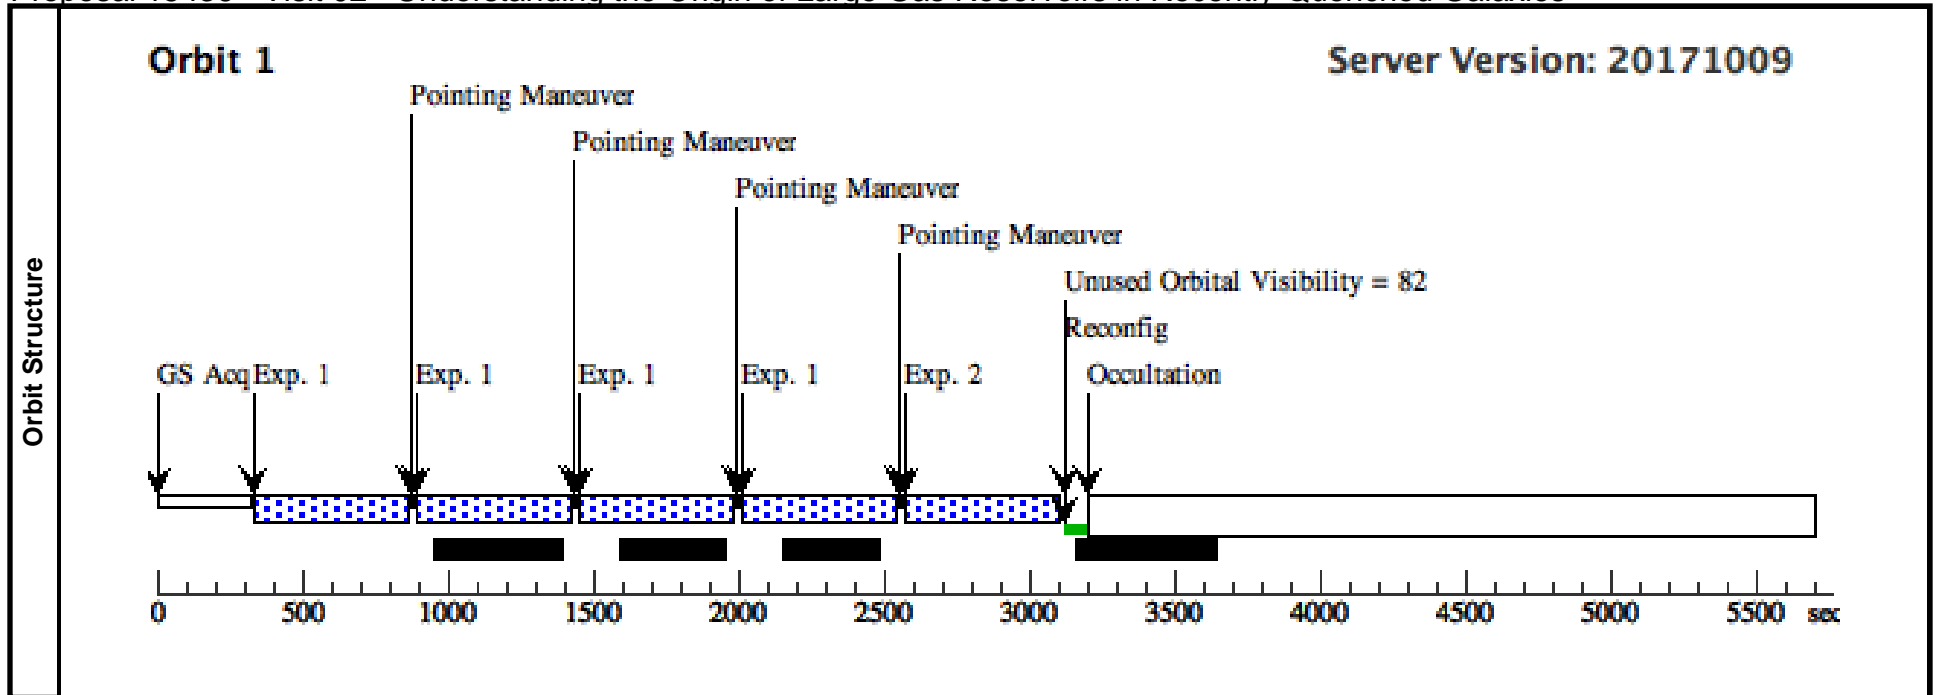 Orbit 1
Server Version: 20171009
Pointing Maneuver
Pointing Maneuver
Pointing Maneuver
Pointing Maneuver
Unused Orbital Visibility = 82
Reconfig
GS Acq Exp. 1 Exp. 1 Exp. 1 Exp. 1 Exp. 2 Occultation
0 500 1000 1500 2000 2500 3000 3500 4000 4500 5000 5500 sec
Orbit Structure